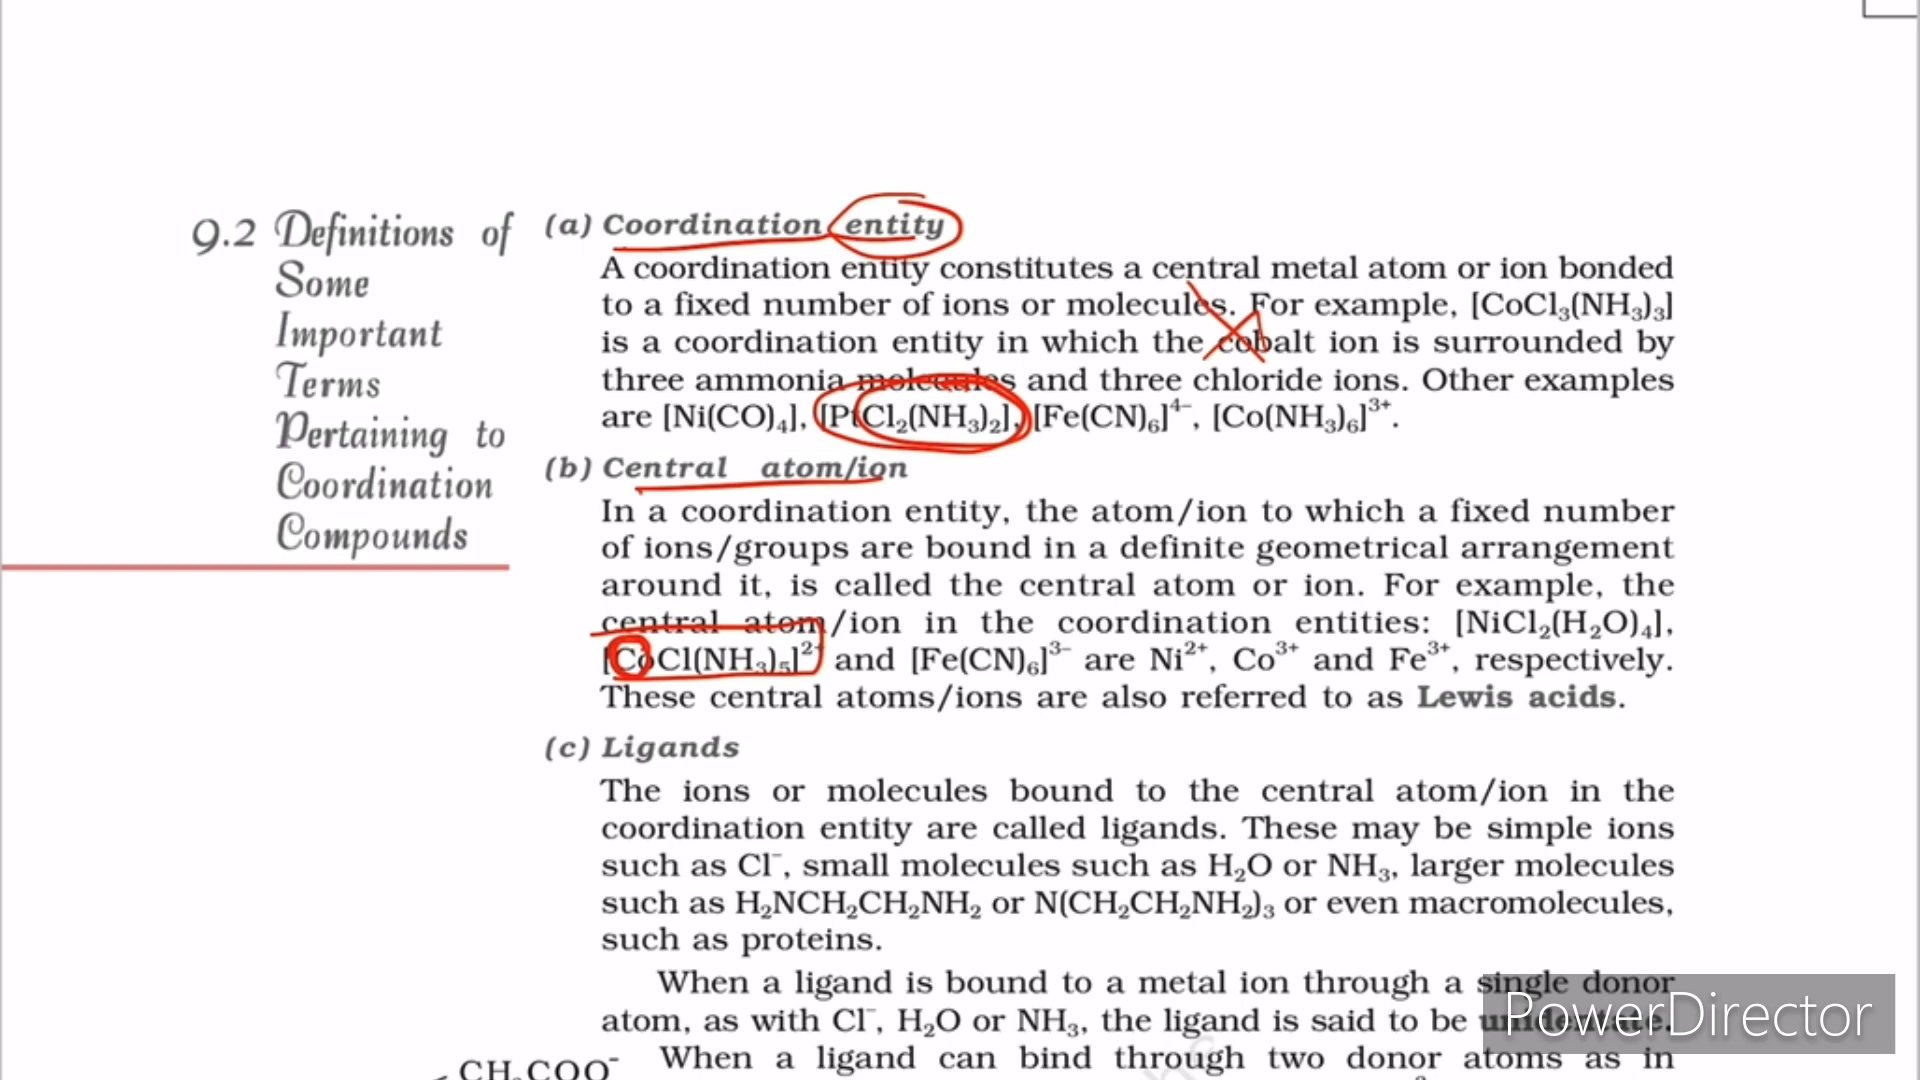 9.2 Definitions of
Some
Important
Terms
Pertaining to
Coordination
Compounds
(a) Coordination entity
A coordination entity constitutes a central metal atom or ion bonded
to a fixed number of ions or molecules. For example, [CoCl₃(NH₃)₃]
is a coordination entity in which the cobalt ion is surrounded by
three ammonia molecules and three chloride ions. Other examples
are [Ni(CO)₄], [PtCl₂(NH₃)₂], [Fe(CN)₆]⁴⁻, [Co(NH₃)₆]³⁺.
(b) Central atom/ion
In a coordination entity, the atom/ion to which a fixed number
of ions/groups are bound in a definite geometrical arrangement
around it, is called the central atom or ion. For example, the
central atom/ion in the coordination entities: [NiCl₂(H₂O)₄],
[CoCl(NH₃)₅]²⁺ and [Fe(CN)₆]³⁻ are Ni²⁺, Co³⁺ and Fe³⁺, respectively.
These central atoms/ions are also referred to as Lewis acids.
(c) Ligands
The ions or molecules bound to the central atom/ion in the
coordination entity are called ligands. These may be simple ions
such as Cl⁻, small molecules such as H₂O or NH₃, larger molecules
such as H₂NCH₂CH₂NH₂ or N(CH₂CH₂NH₂)₃ or even macromolecules,
such as proteins.
When a ligand is bound to a metal ion through a single donor
atom, as with Cl⁻, H₂O or NH₃, the ligand is said to be unidentate.
When a ligand can bind through two donor atoms as in
CH₂COO⁻
PowerDirector